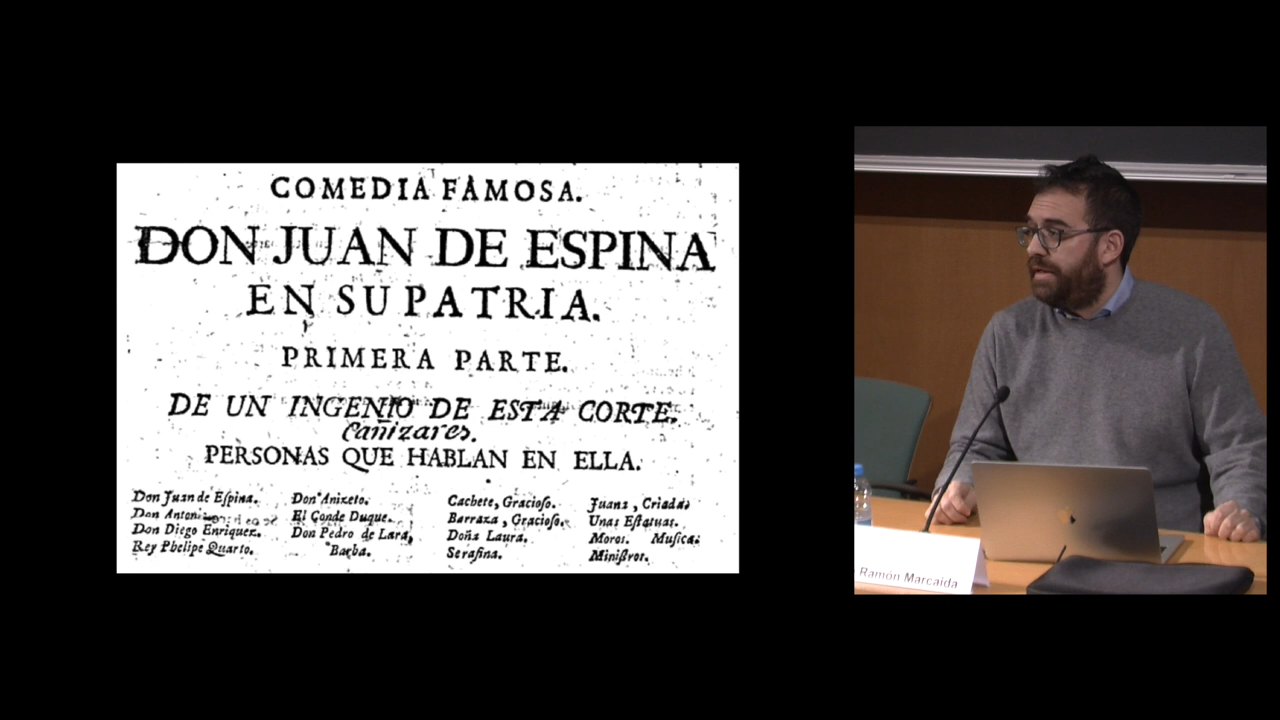 COMEDIA FAMOSA.
DON JUAN DE ESPINA
EN SU PATRIA.
PRIMERA PARTE.
DE UN INGENIO DE ESTA CORTE.
Cañizares.
PERSONAS QUE HABLAN EN ELLA.
Don Juan de Espina.
Don Antonio
Don Diego Enriquez.
Rey Phelipe Quarto.
Don Anizeto.
El Conde Duque.
Don Pedro de Lara,
Barba.
Cachete, Gracioso.
Barraza, Gracioso.
Doña Laura.
Serafina.
Juana, Criada.
Unas Estatuas.
Moros. Musica.
Ministros.
Ramón Marcaida